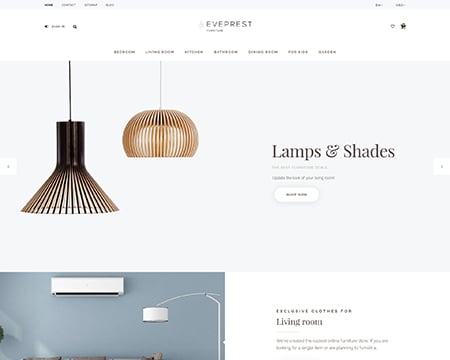 HOME CONTACT SITEMAP BLOG
EN USD
SIGN IN
EVEPREST
FURNITURE
BEDROOM LIVING ROOM KITCHEN BATHROOM DINING ROOM FOR KIDS GARDEN
Lamps & Shades
THE BEST FURNITURE DEALS
Update the look of your living room!
SHOP NOW
EXCLUSIVE CLOTHES FOR
Living room
We've created the coolest online furniture store. If you are
looking for a single item or are planning to furnish a